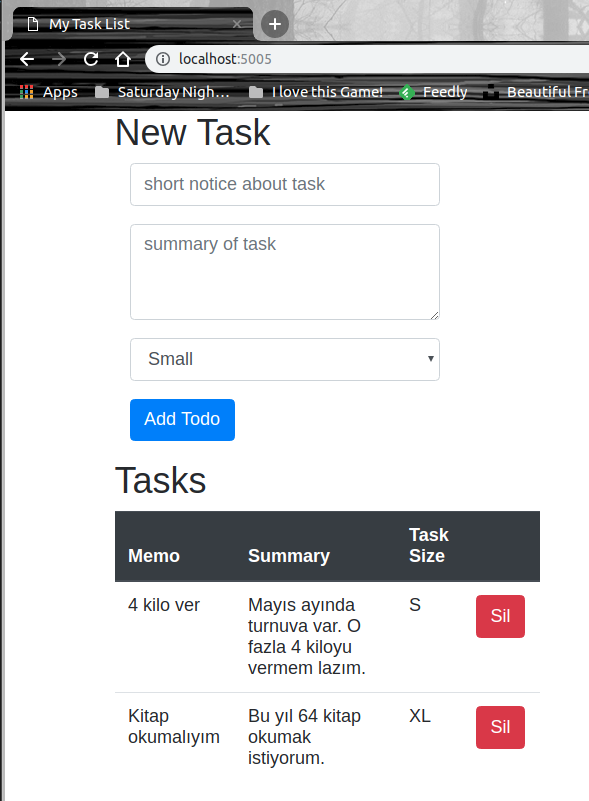 My Task List
localhost:5005
Apps Saturday Nigh... I love this Game! Feedly Beautiful Fr
New Task
short notice about task
summary of task
Small
Add Todo
Tasks
Memo Summary Task Size
4 kilo ver Mayıs ayında S Sil
turnuva var. O
fazla 4 kiloyu
vermem lazım.
Kitap Bu yıl 64 kitap XL Sil
okumalıyım okumak
istiyorum.